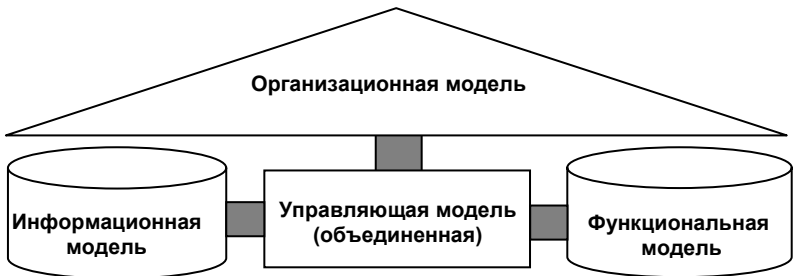 Организационная модель
Информационная
модель
Управляющая модель
(объединенная)
Функциональная
модель